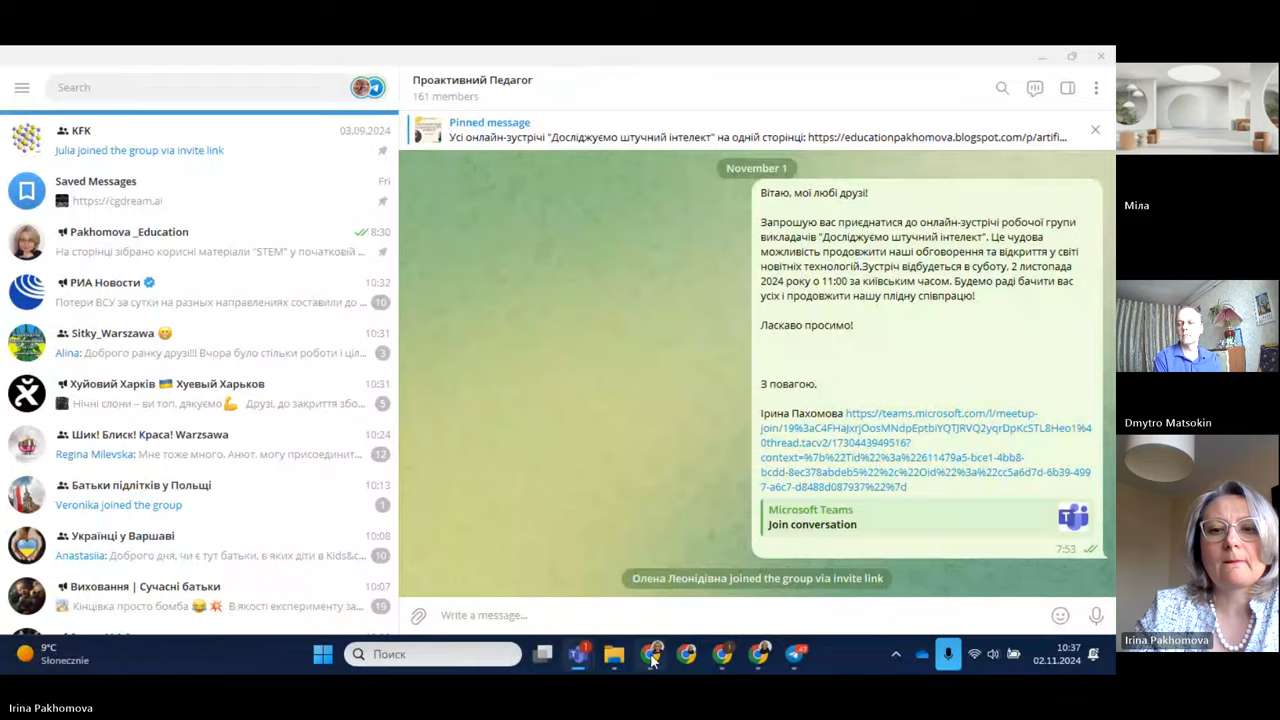 Search
KFK
03.09.2024
Julia joined the group via invite link
Saved Messages
Fri
https://cgdream.ai
Pakhomova _Education
8:30
На сторінці зібрано корисні матеріали "STEM" у початковій ...
РИА Новости
10:32
Потери ВСУ за сутки на разных направлениях составили до ...
10
Sitky_Warszawa
10:31
Alina: Доброго ранку друзі!!! Вчора було стільки роботи і ціл...
3
Хуйовий Харків Хуевый Харьков
10:31
Нічні слони – ви топ, дякуємо Друзі, до закриття збо...
5
Шик! Блиск! Краса! Warzsawa
10:24
Regina Milevska: Мне тоже много. Анют, могу присоединит...
12
Батьки підлітків у Польщі
10:13
Veronika joined the group
1
Українці у Варшаві
10:08
Anastasiia: Доброго дня, чи є тут батьки, в яких діти в Kids&c...
10
Виховання | Сучасні батьки
10:07
Кінцівка просто бомба В якості експерименту за...
19
Проактивний Педагог
161 members
Pinned message
Усі онлайн-зустрічі "Досліджуємо штучний інтелект" на одній сторінці: https://educationpakhomova.blogspot.com/p/artifi...
November 1
Вітаю, мої любі друзі!
Запрошую вас приєднатися до онлайн-зустрічі робочої групи
викладачів "Досліджуємо штучний інтелект". Це чудова
можливість продовжити наші обговорення та відкриття у світі
новітніх технологій.Зустріч відбудеться в суботу, 2 листопада
2024 року о 11:00 за київським часом. Будемо раді бачити вас
усіх і продовжити нашу плідну співпрацю!
Ласкаво просимо!
З повагою,
Ірина Пахомова https://teams.microsoft.com/l/meetup-
join/19%3aC4FHaJxrjOosMNdpEptbiYQTJRVQ2yqrDpKcSTL8Heo1%4
0thread.tacv2/1730443949516?
context=%7b%22Tid%22%3a%22611479a5-bce1-4bb8-
bcdd-8ec378abdeb5%22%2c%22Oid%22%3a%22cc5a6d7d-6b39-499
7-a6c7-d8488d087937%22%7d
Microsoft Teams
Join conversation
7:53
Олена Леонідівна joined the group via invite link
Write a message...
9°C
Słonecznie
Поиск
10:37
02.11.2024
Міла
Dmytro Matsokin
Irina Pakhomova
Irina Pakhomova